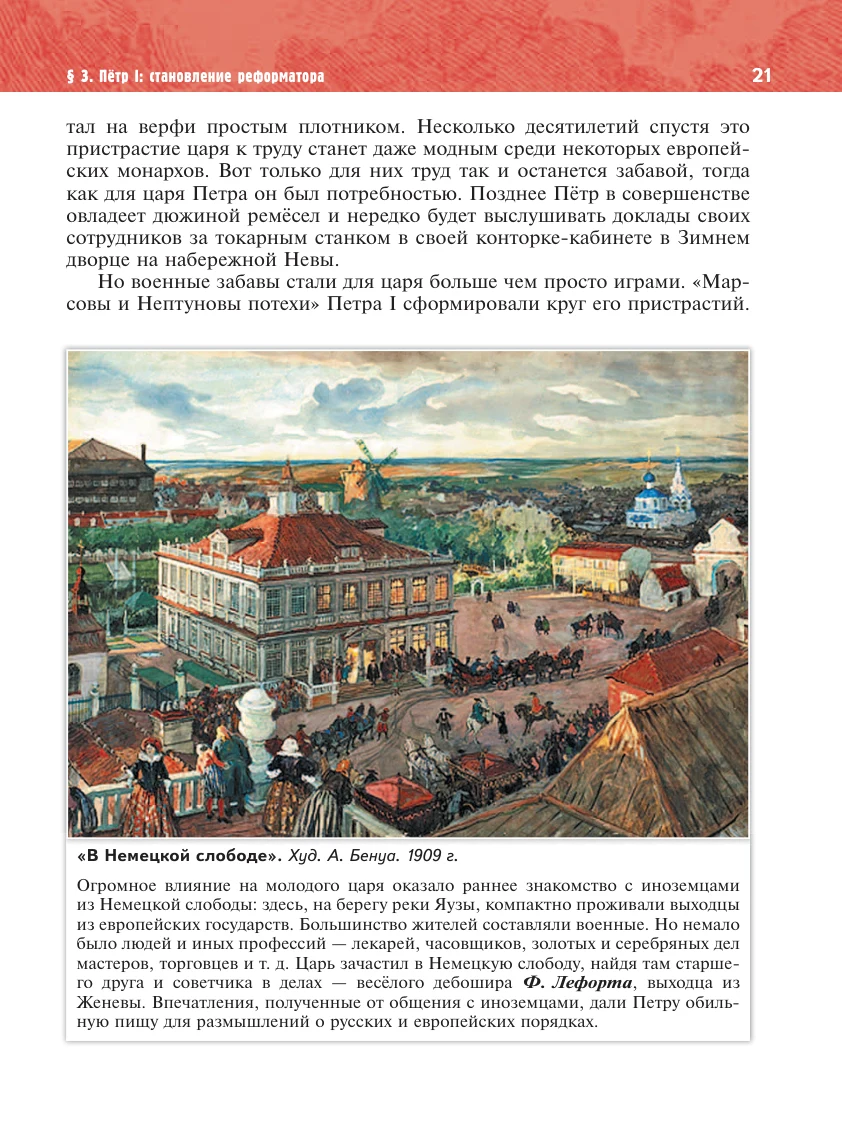 § 3. Пётр I: становление реформатора 21
тал на верфи простым плотником. Несколько десятилетий спустя это
пристрастие царя к труду станет даже модным среди некоторых европей-
ских монархов. Вот только для них труд так и останется забавой, тогда
как для царя Петра он был потребностью. Позднее Пётр в совершенстве
овладеет дюжиной ремёсел и нередко будет выслушивать доклады своих
сотрудников за токарным станком в своей конторке-кабинете в Зимнем
дворце на набережной Невы.
Но военные забавы стали для царя больше чем просто играми. «Мар-
совы и Нептуновы потехи» Петра I сформировали круг его пристрастий.
«В Немецкой слободе». Худ. А. Бенуа. 1909 г.
Огромное влияние на молодого царя оказало раннее знакомство с иноземцами
из Немецкой слободы: здесь, на берегу реки Яузы, компактно проживали выходцы
из европейских государств. Большинство жителей составляли военные. Но немало
было людей и иных профессий — лекарей, часовщиков, золотых и серебряных дел
мастеров, торговцев и т. д. Царь зачастил в Немецкую слободу, найдя там старше-
го друга и советчика в делах — весёлого дебошира Ф. Лефорта, выходца из
Женевы. Впечатления, полученные от общения с иноземцами, дали Петру обиль-
ную пищу для размышлений о русских и европейских порядках.